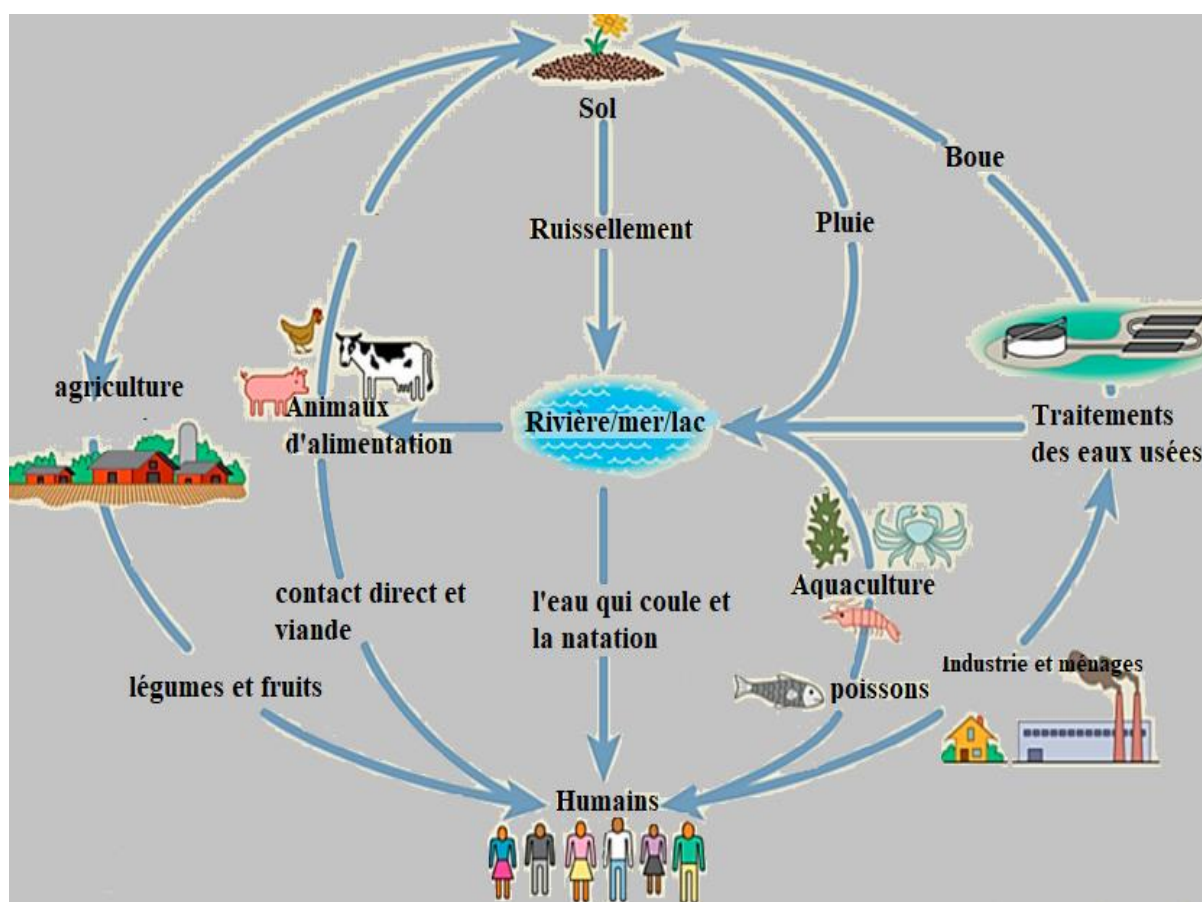 Sol
Boue
Ruissellement
Pluie
agriculture
Animaux
d'alimentation
Rivière/mer/lac
Traitements
des eaux usées
contact direct et
viande
l'eau qui coule et
la natation
Aquaculture
Industrie et ménages
légumes et fruits
poissons
Humains